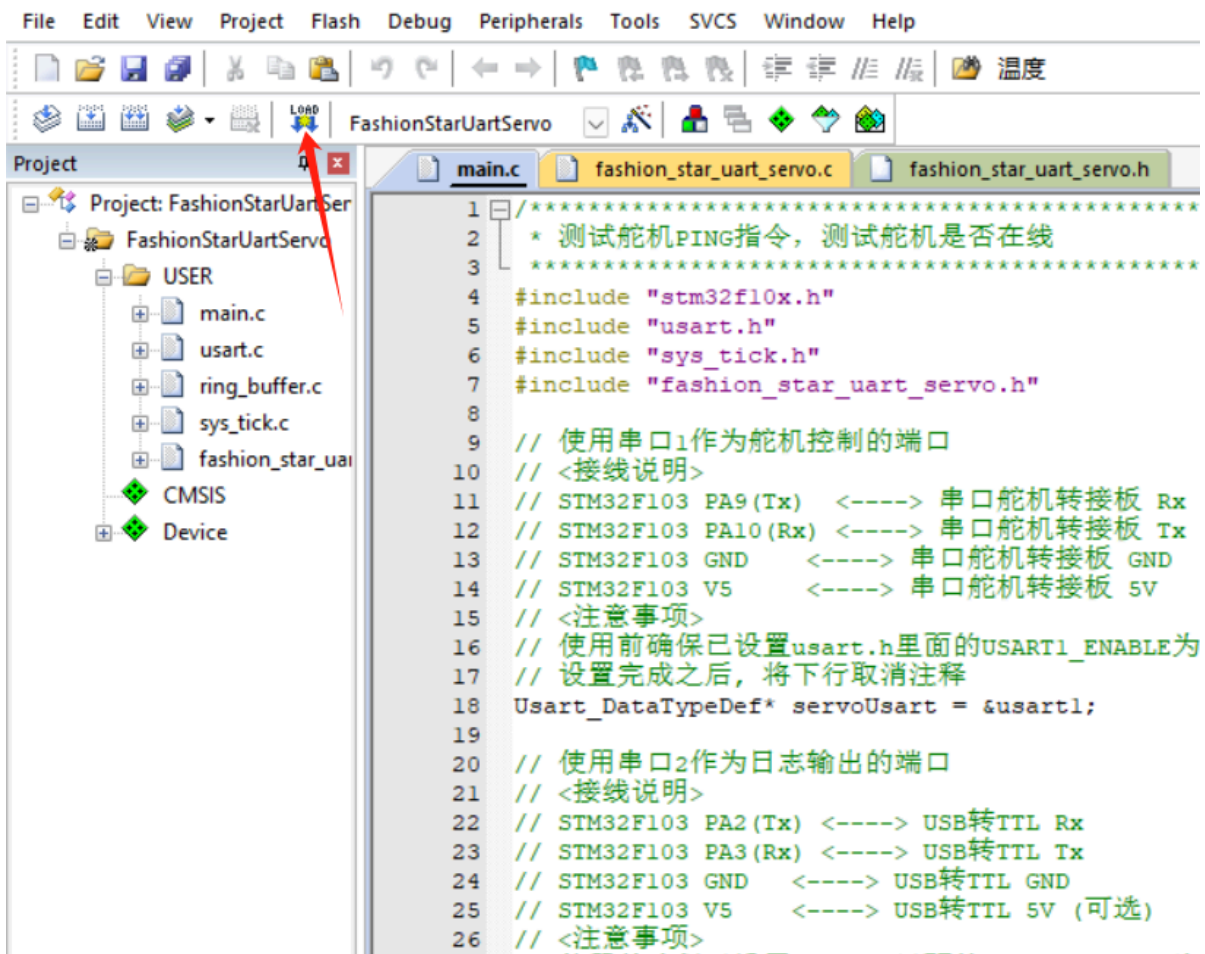 File Edit View Project Flash Debug Peripherals Tools SVCS Window Help
温度
LOAD FashionStarUartServo
Project
main.c fashion_star_uart_servo.c fashion_star_uart_servo.h
Project: FashionStarUartSer
FashionStarUartServo
USER
main.c
usart.c
ring_buffer.c
sys_tick.c
fashion_star_uar
CMSIS
Device
1 /**********************************************
2 * 测试舵机PING指令，测试舵机是否在线
3 **********************************************
4 #include "stm32f10x.h"
5 #include "usart.h"
6 #include "sys_tick.h"
7 #include "fashion_star_uart_servo.h"
8
9 // 使用串口1作为舵机控制的端口
10 // <接线说明>
11 // STM32F103 PA9(Tx) <----> 串口舵机转接板 Rx
12 // STM32F103 PA10(Rx) <----> 串口舵机转接板 Tx
13 // STM32F103 GND <----> 串口舵机转接板 GND
14 // STM32F103 V5 <----> 串口舵机转接板 5V
15 // <注意事项>
16 // 使用前确保已设置usart.h里面的USART1_ENABLE为
17 // 设置完成之后, 将下行取消注释
18 Usart_DataTypeDef* servoUsart = &usart1;
19
20 // 使用串口2作为日志输出的端口
21 // <接线说明>
22 // STM32F103 PA2(Tx) <----> USB转TTL Rx
23 // STM32F103 PA3(Rx) <----> USB转TTL Tx
24 // STM32F103 GND <----> USB转TTL GND
25 // STM32F103 V5 <----> USB转TTL 5V (可选)
26 // <注意事项>